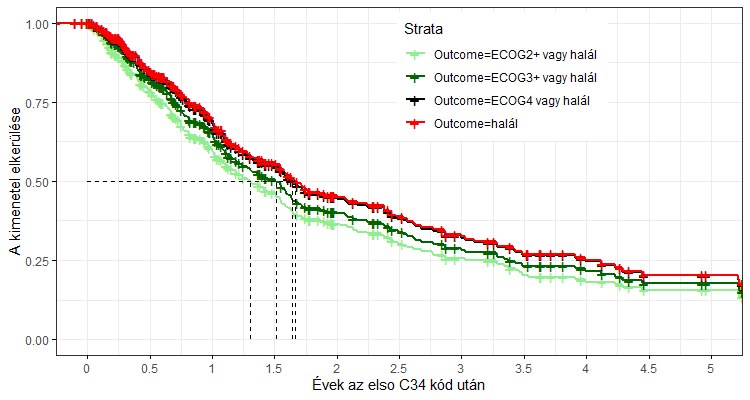 Strata
Outcome=ECOG2+ vagy halál
Outcome=ECOG3+ vagy halál
Outcome=ECOG4 vagy halál
Outcome=halál
A kimenetel elkerülése
1.00
0.75
0.50
0.25
0.00
0 0.5 1 1.5 2 2.5 3 3.5 4 4.5 5
Évek az elso C34 kód után